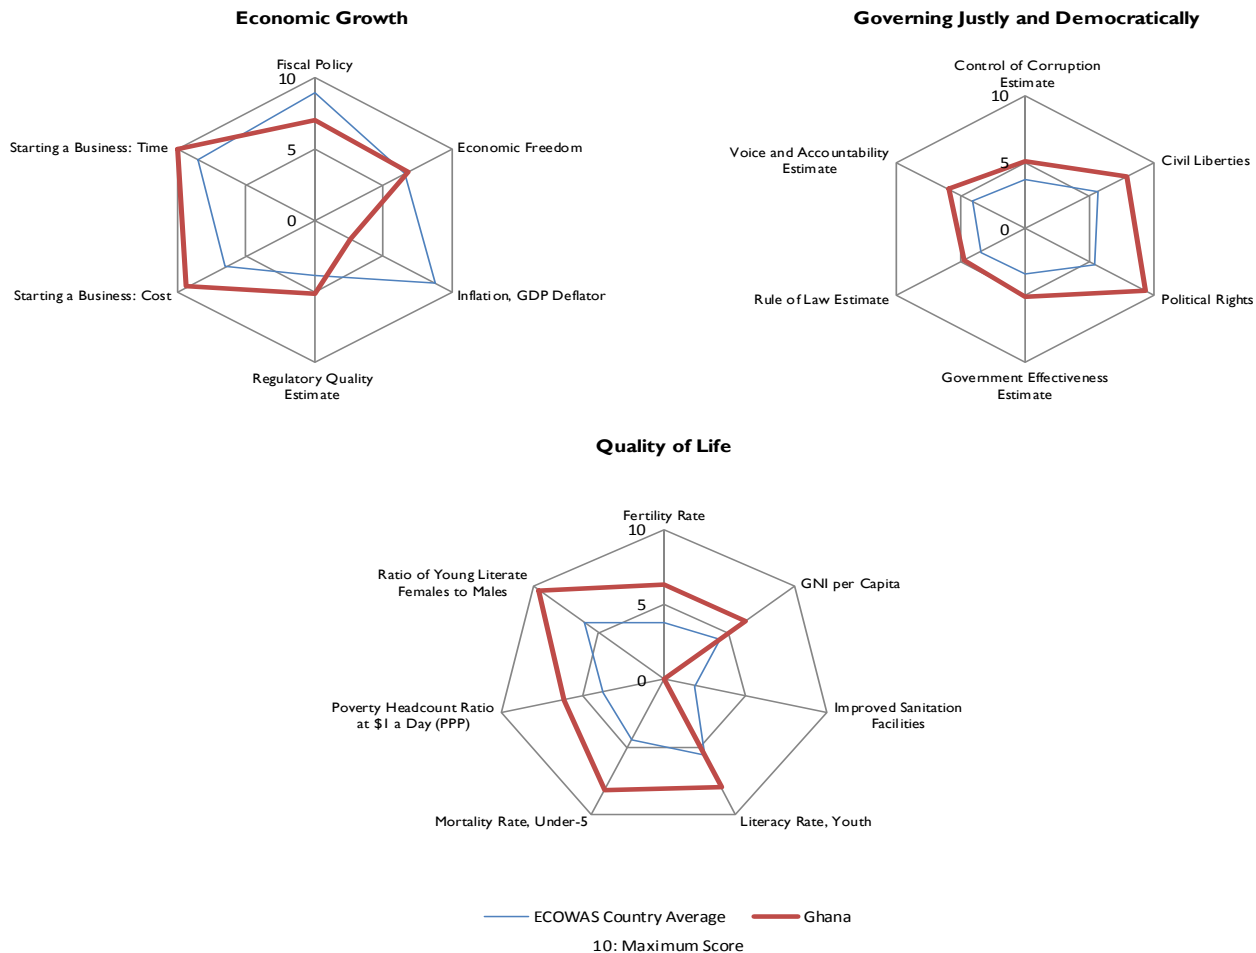 Economic Growth
Fiscal Policy
10
Starting a Business: Time
Economic Freedom
5
0
Starting a Business: Cost
Inflation, GDP Deflator
Regulatory Quality
Estimate
Governing Justly and Democratically
Control of Corruption
Estimate
10
Voice and Accountability
Estimate
Civil Liberties
5
0
Rule of Law Estimate
Political Rights
Government Effectiveness
Estimate
Quality of Life
Fertility Rate
10
Ratio of Young Literate
Females to Males
GNI per Capita
5
0
Poverty Headcount Ratio
at $1 a Day (PPP)
Improved Sanitation
Facilities
Mortality Rate, Under-5
Literacy Rate, Youth
ECOWAS Country Average
Ghana
10: Maximum Score